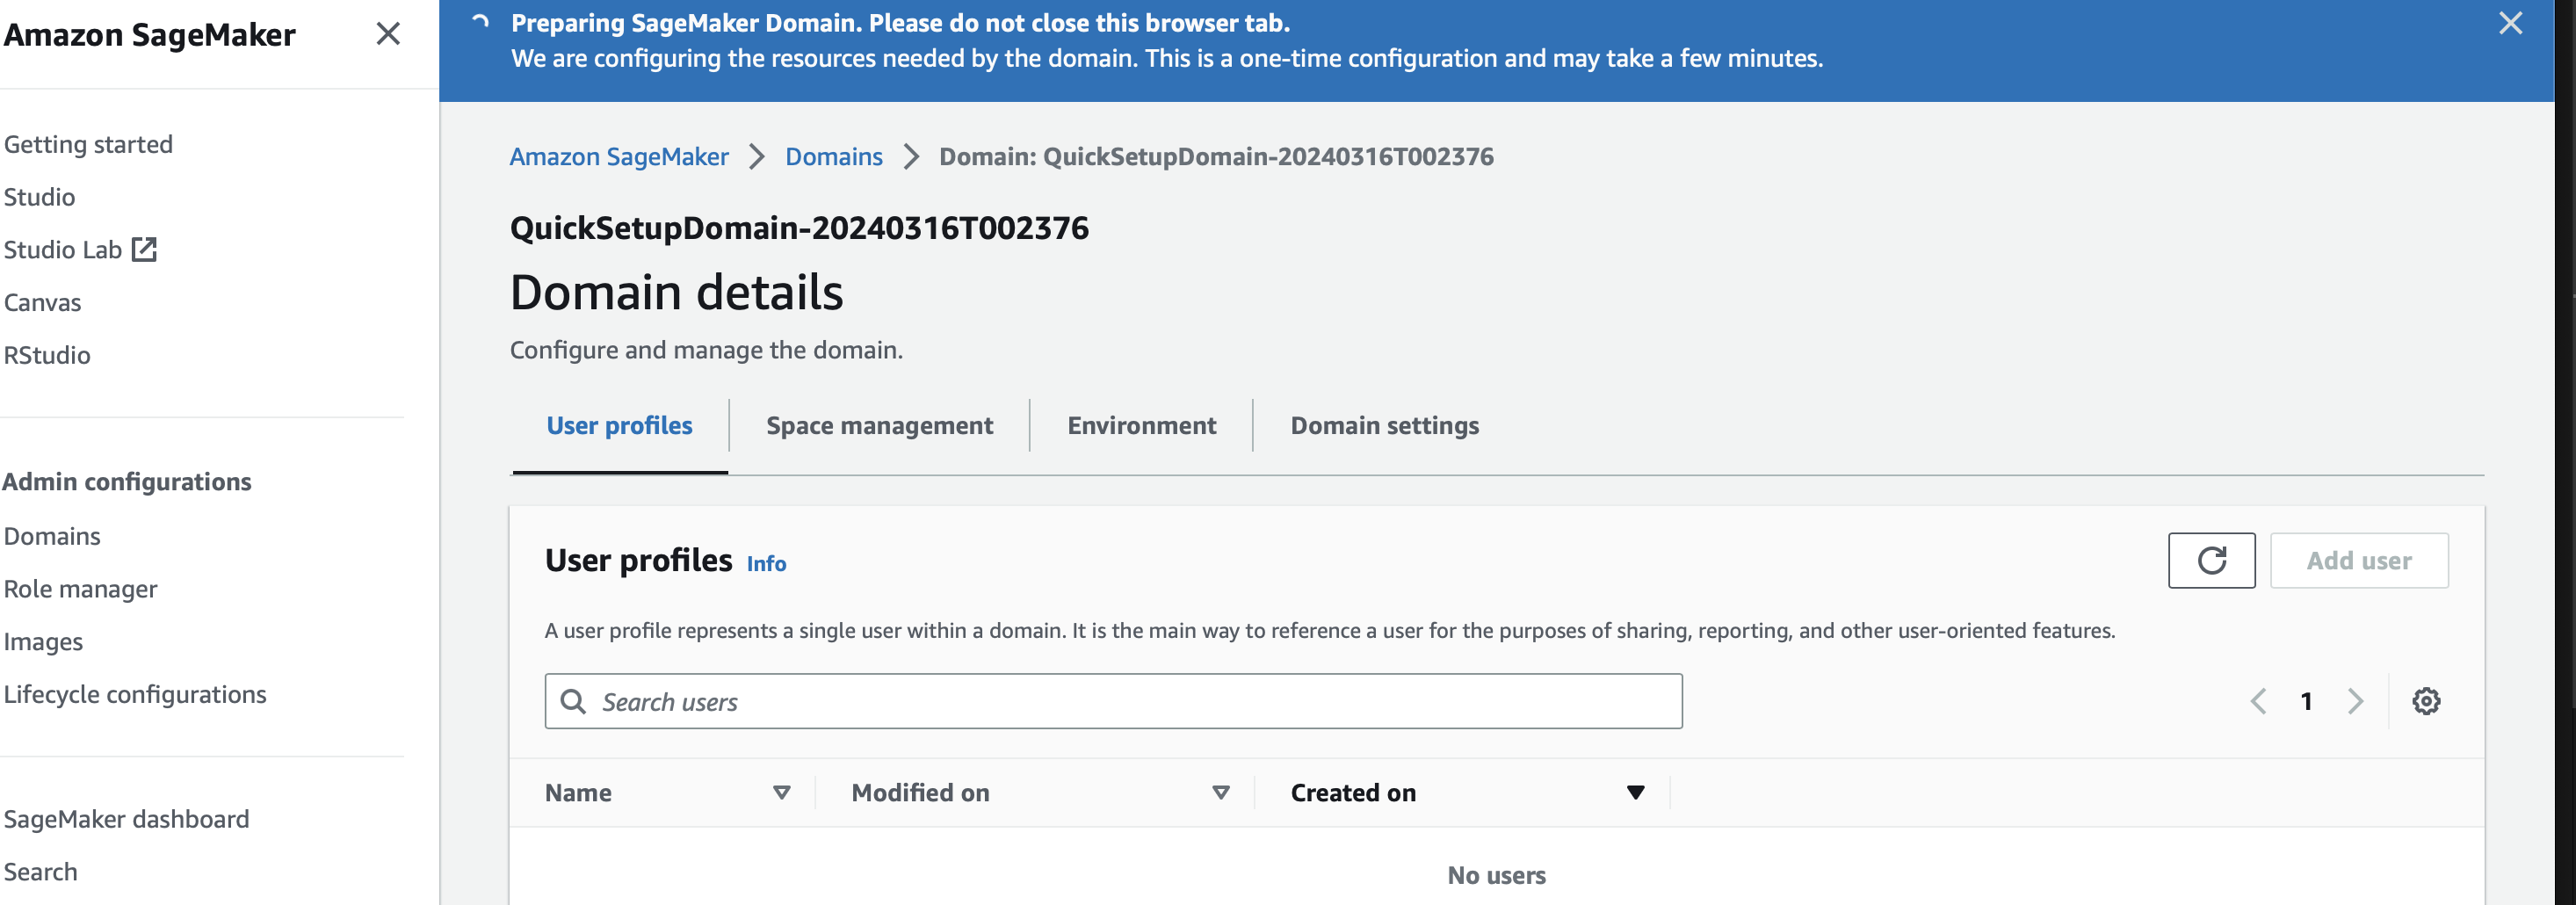 Amazon SageMaker
Getting started
Studio
Studio Lab
Canvas
RStudio
Admin configurations
Domains
Role manager
Images
Lifecycle configurations
SageMaker dashboard
Search
Preparing SageMaker Domain. Please do not close this browser tab.
We are configuring the resources needed by the domain. This is a one-time configuration and may take a few minutes.
Amazon SageMaker > Domains > Domain: QuickSetupDomain-20240316T002376
QuickSetupDomain-20240316T002376
Domain details
Configure and manage the domain.
User profiles Space management Environment Domain settings
User profiles Info
Add user
A user profile represents a single user within a domain. It is the main way to reference a user for the purposes of sharing, reporting, and other user-oriented features.
Search users
1
Name Modified on Created on
No users